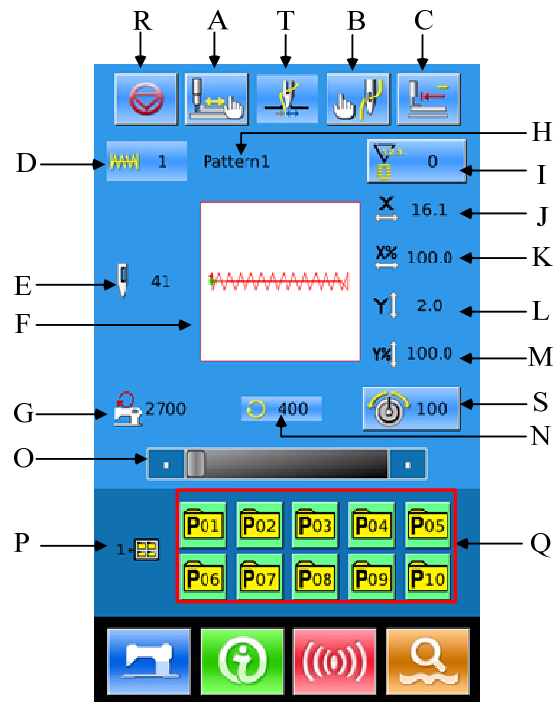 R A T B C
H
D 1 Pattern1 0
I
X 16.1 J
X% 100.0 K
E 41
Y 2.0 L
F
Y% 100.0 M
G 2700 400 100 S
N
O
P 1 P01 P02 P03 P04 P05 Q
P06 P07 P08 P09 P10